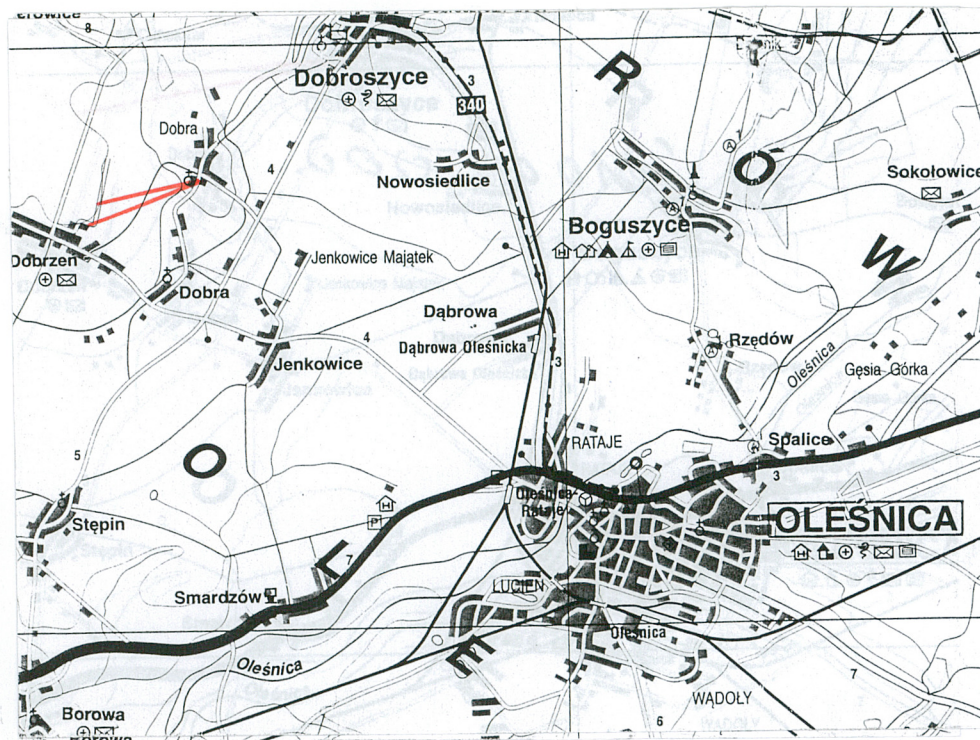 8
Dobroszyce
3
340
R
Dobra
4
Nowosiedlice
Sokołowice
O
Boguszyce
W
Dobrzeń
Jenkowice Majątek
Dobra
Dąbrowa
Dąbrowa Oleśnicka
3
4
Rzędów
Oleśnica
Gęsia Górka
Jenkowice
O
RATAJE
Spalice
3
5
Oleśnica
Rataje
OLEŚNICA
Stępin
P
L
7
Smardzów
LUCIEŃ
E
Oleśnica
Oleśnica
7
WĄDOŁY
6
Borowa